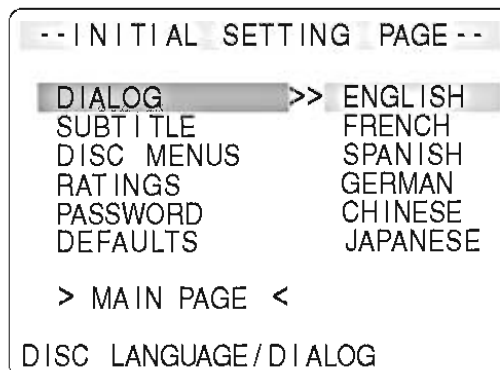 --INITIAL SETTING PAGE--
DIALOG >> ENGLISH
SUBTITLE FRENCH
DISC MENUS SPANISH
RATINGS GERMAN
PASSWORD CHINESE
DEFAULTS JAPANESE
> MAIN PAGE <
DISC LANGUAGE/DIALOG